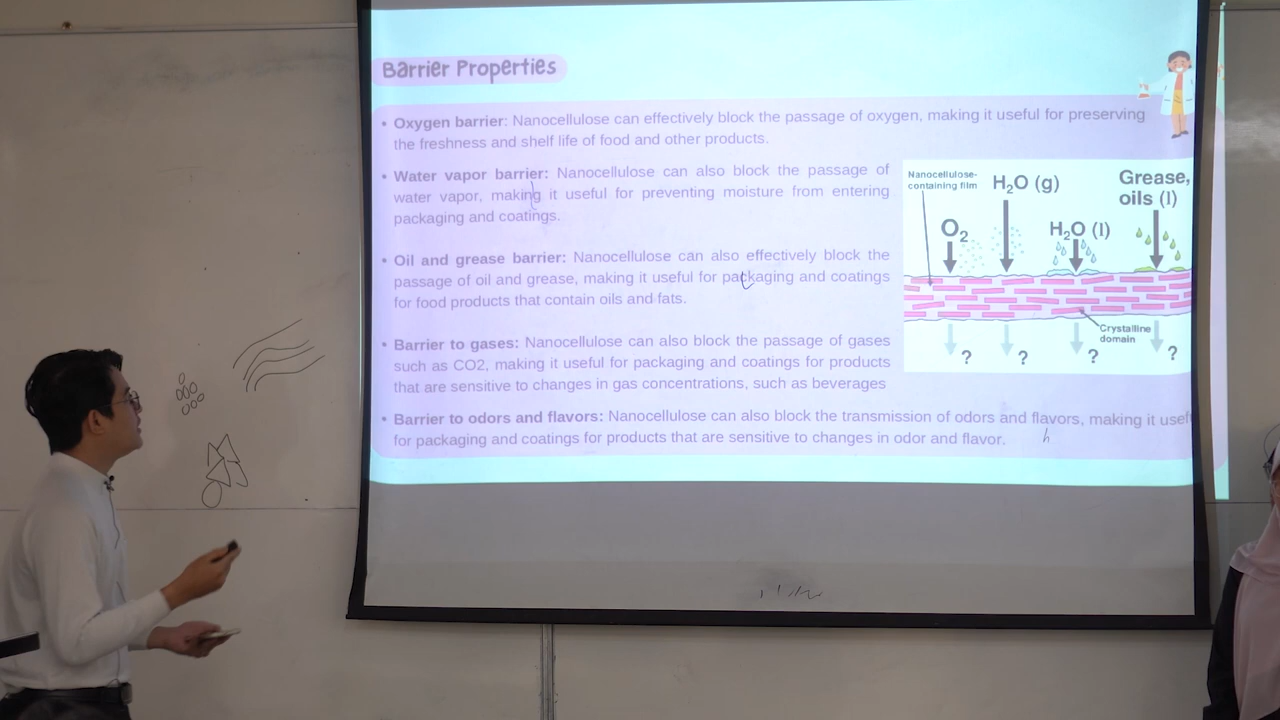 Barrier Properties
• Oxygen barrier: Nanocellulose can effectively block the passage of oxygen, making it useful for preserving
the freshness and shelf life of food and other products.
• Water vapor barrier: Nanocellulose can also block the passage of
water vapor, making it useful for preventing moisture from entering
packaging and coatings.
• Oil and grease barrier: Nanocellulose can also effectively block the
passage of oil and grease, making it useful for packaging and coatings
for food products that contain oils and fats.
• Barrier to gases: Nanocellulose can also block the passage of gases
such as CO2, making it useful for packaging and coatings for products
that are sensitive to changes in gas concentrations, such as beverages
• Barrier to odors and flavors: Nanocellulose can also block the transmission of odors and flavors, making it usef
for packaging and coatings for products that are sensitive to changes in odor and flavor.
Nanocellulose-
containing film
H₂O (g)
Grease,
oils (l)
O₂
H₂O (l)
Crystalline
domain
? ? ? ?